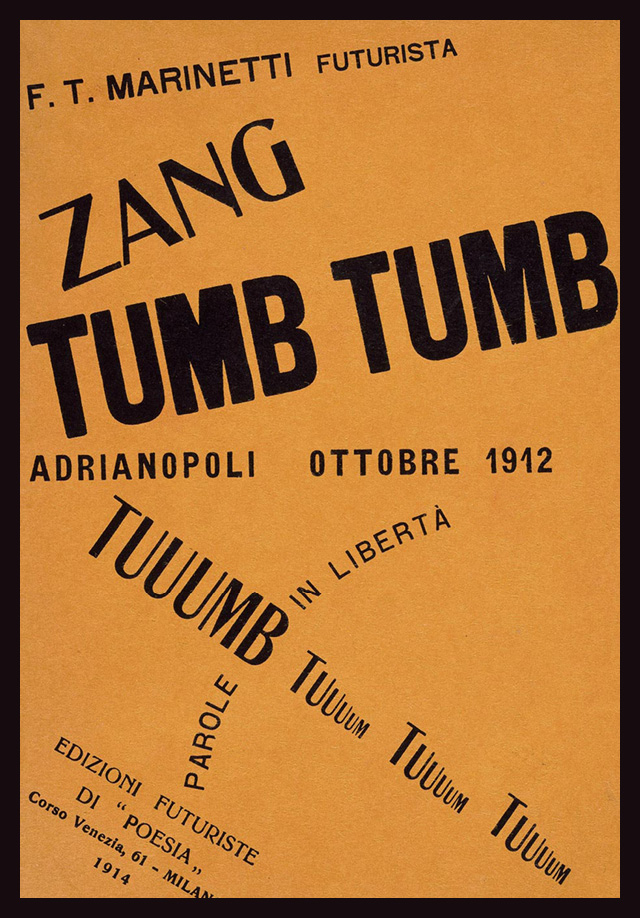 F. T. MARINETTI FUTURISTA
ZANG
TUMB TUMB
ADRIANOPOLI OTTOBRE 1912
TUUUMB
IN LIBERTÀ
PAROLE
TUUUUM TUUUUM TUUUUM
EDIZIONI FUTURISTE
DI “ POESIA „
Corso Venezia, 61 - MILAN
1914